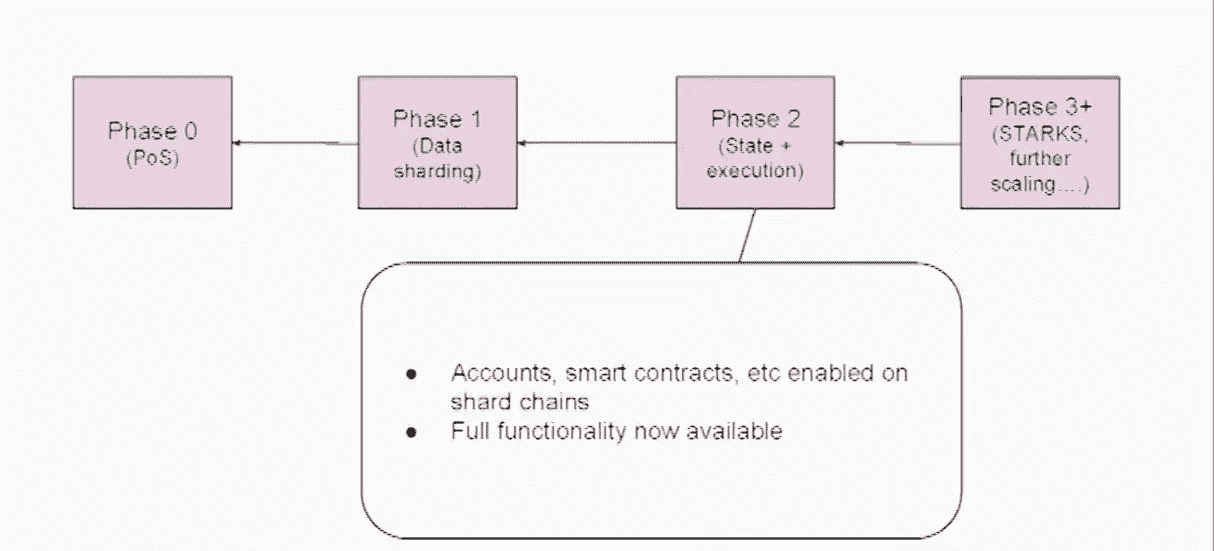 Phase 0
(PoS)
Phase 1
(Data
sharding)
Phase 2
(State +
execution)
Phase 3+
(STARKS,
further
scaling....)
● Accounts, smart contracts, etc enabled on
shard chains
● Full functionality now available